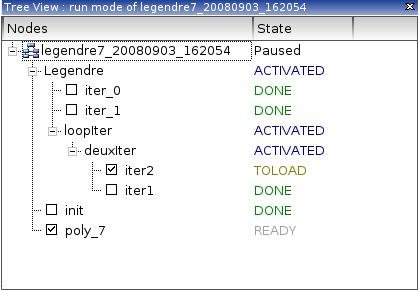 Tree View : run mode of legendre7_20080903_162054
Nodes State
legendre7_20080903_162054 Paused
Legendre ACTIVATED
iter_0 DONE
iter_1 DONE
loopIter ACTIVATED
deuxIter ACTIVATED
iter2 TOLOAD
iter1 DONE
init DONE
poly_7 READY